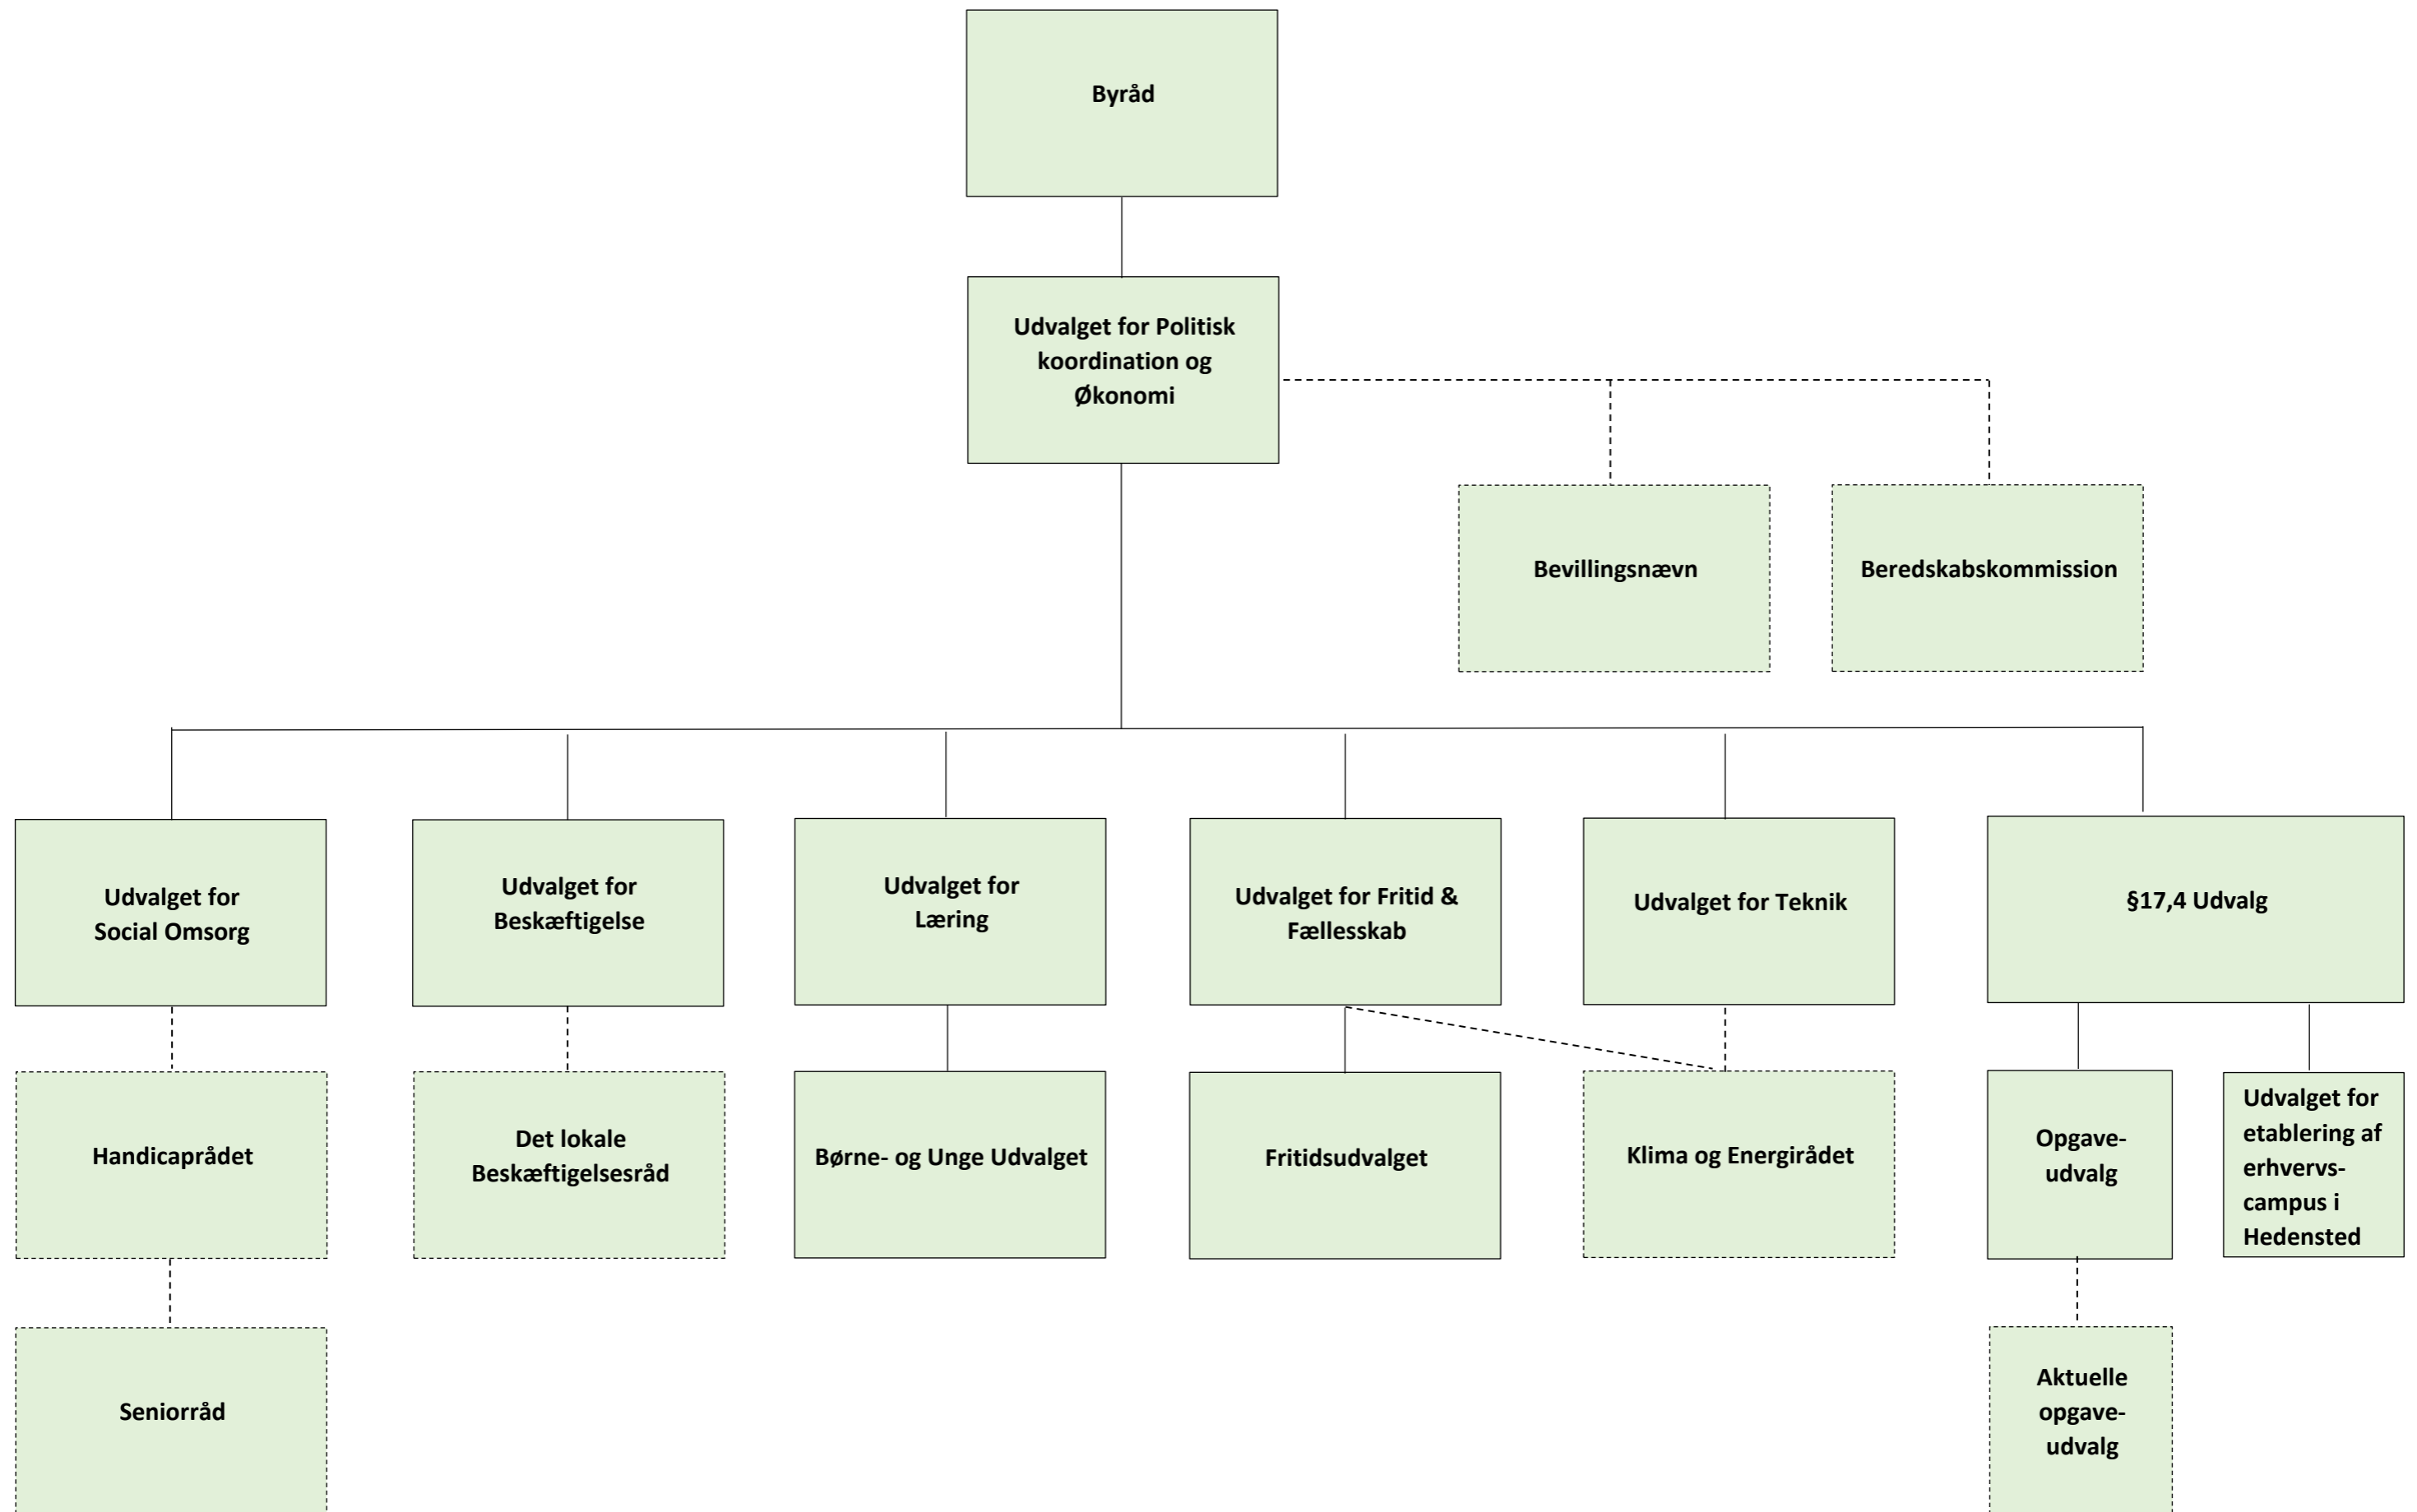 Byråd
Udvalget for Politisk
koordination og
Økonomi
Bevillingsnævn
Beredskabskommission
Udvalget for
Social Omsorg
Udvalget for
Beskæftigelse
Udvalget for
Læring
Udvalget for Fritid &
Fællesskab
Udvalget for Teknik
§17,4 Udvalg
Handicaprådet
Det lokale
Beskæftigelsesråd
Børne- og Unge Udvalget
Fritidsudvalget
Klima og Energirådet
Opgave-
udvalg
Udvalget for
etablering af
erhvervs-
campus i
Hedensted
Seniorråd
Aktuelle
opgave-
udvalg